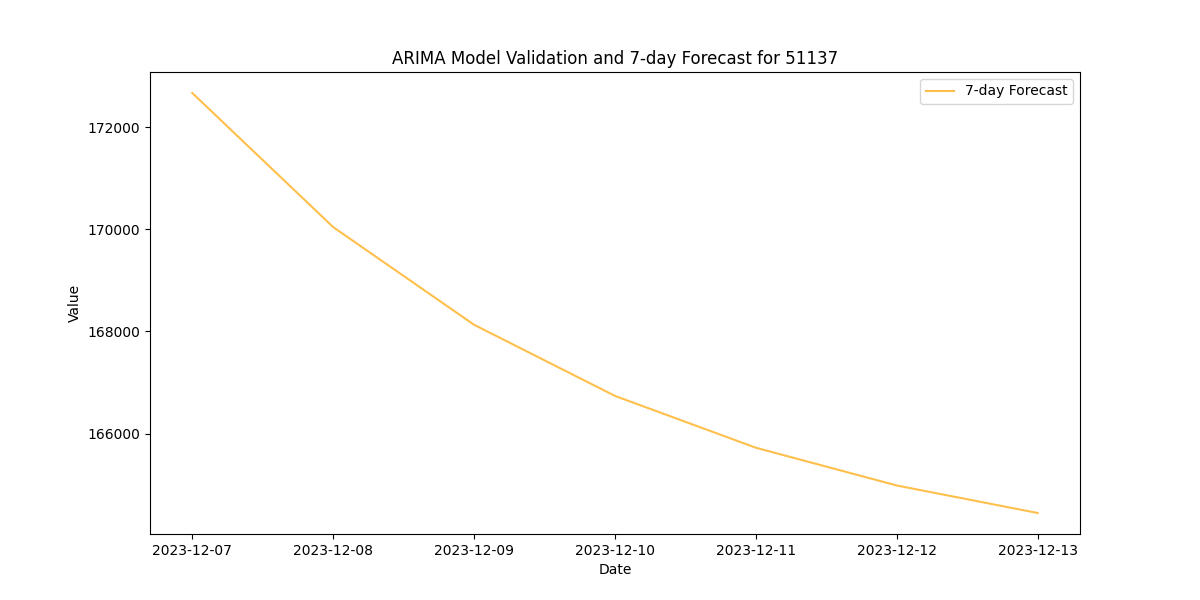 ARIMA Model Validation and 7-day Forecast for 51137
7-day Forecast
172000
170000
168000
166000
Value
2023-12-07 2023-12-08 2023-12-09 2023-12-10 2023-12-11 2023-12-12 2023-12-13
Date